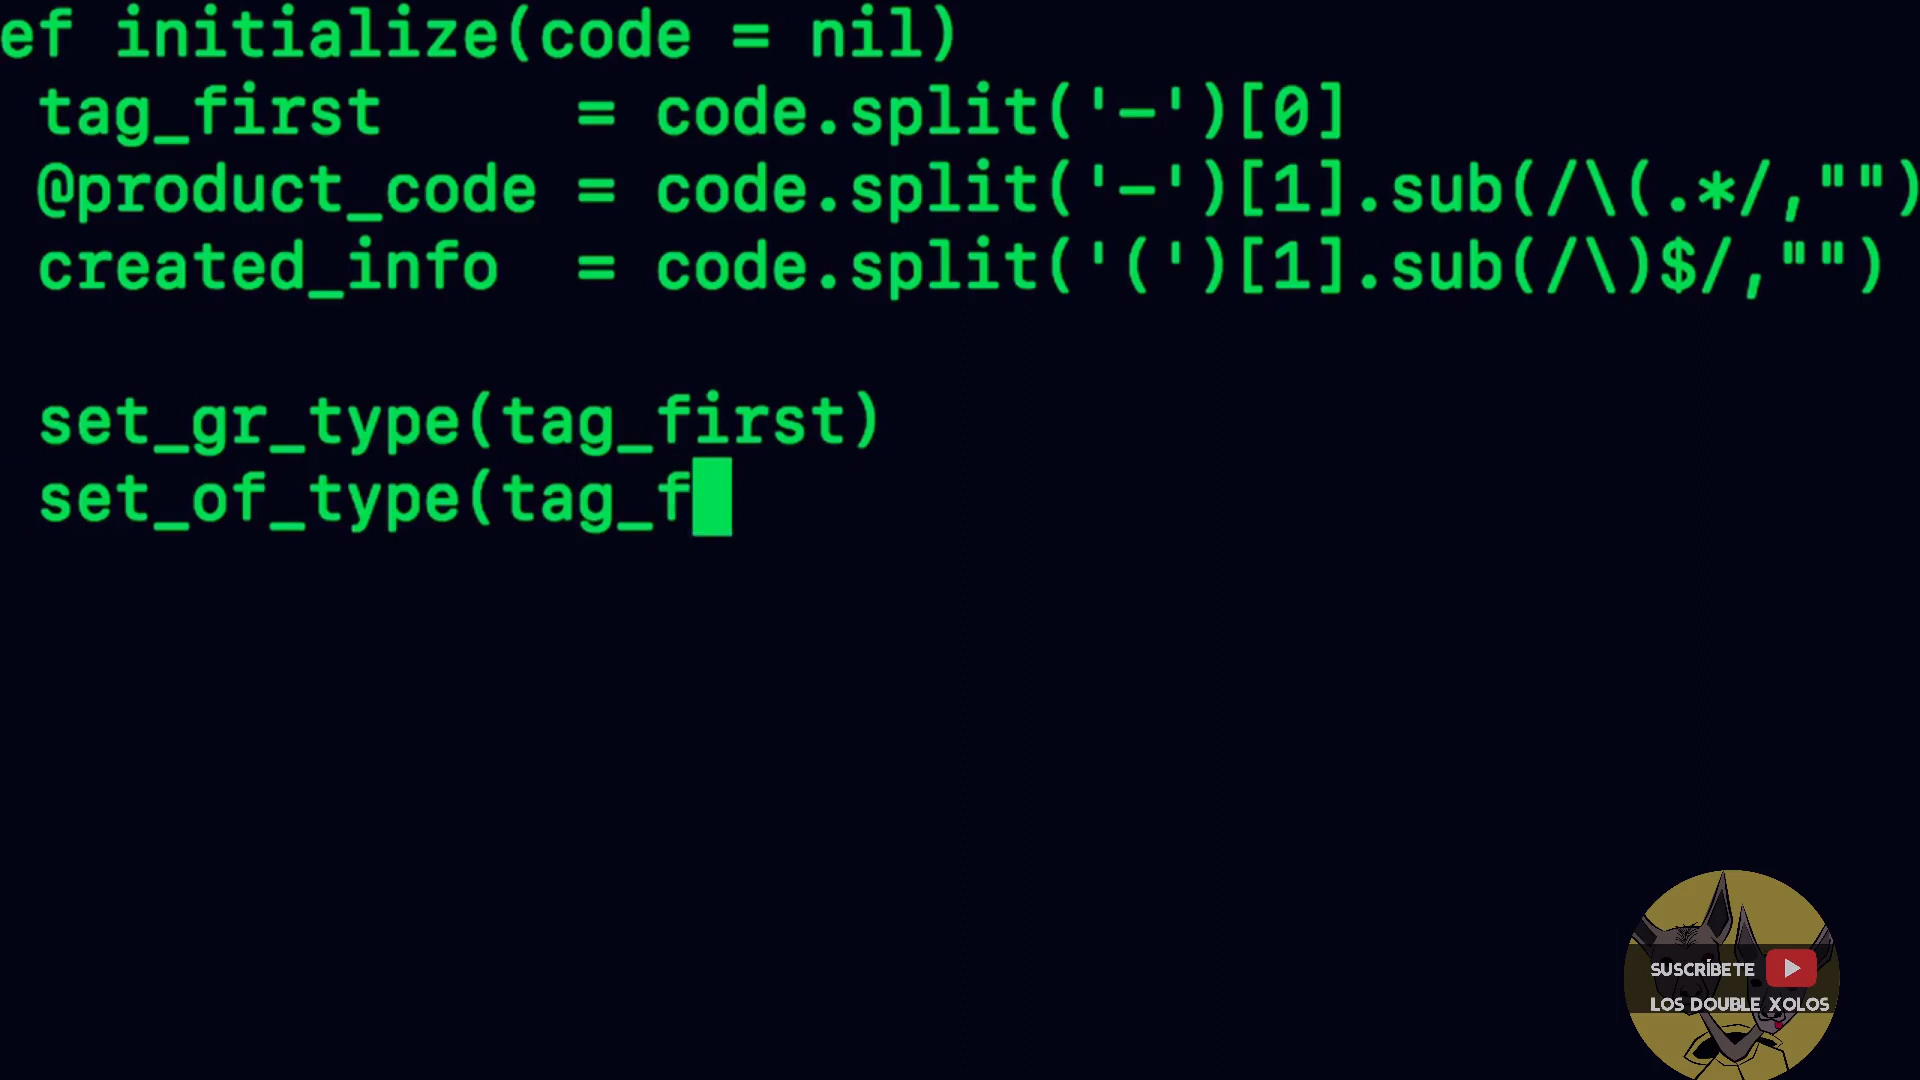 ef initialize(code = nil)
tag_first = code.split('-')[0]
@product_code = code.split('-')[1].sub(/\(.*/,"")
created_info = code.split('(')[1].sub(/\)$/,"")
set_gr_type(tag_first)
set_of_type(tag_f
SUSCRÍBETE
LOS DOUBLE XOLOS